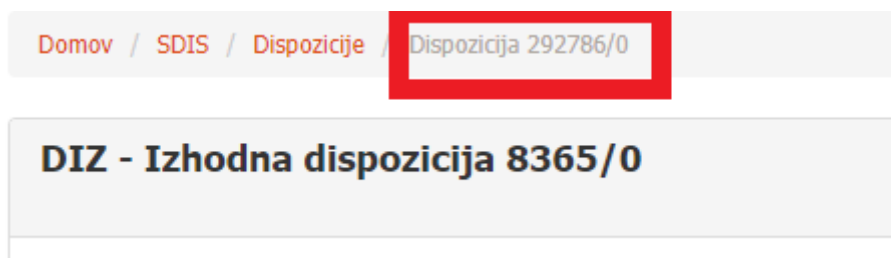 Domov / SDIS / Dispozicije / Dispozicija 292786/0
DIZ - Izhodna dispozicija 8365/0